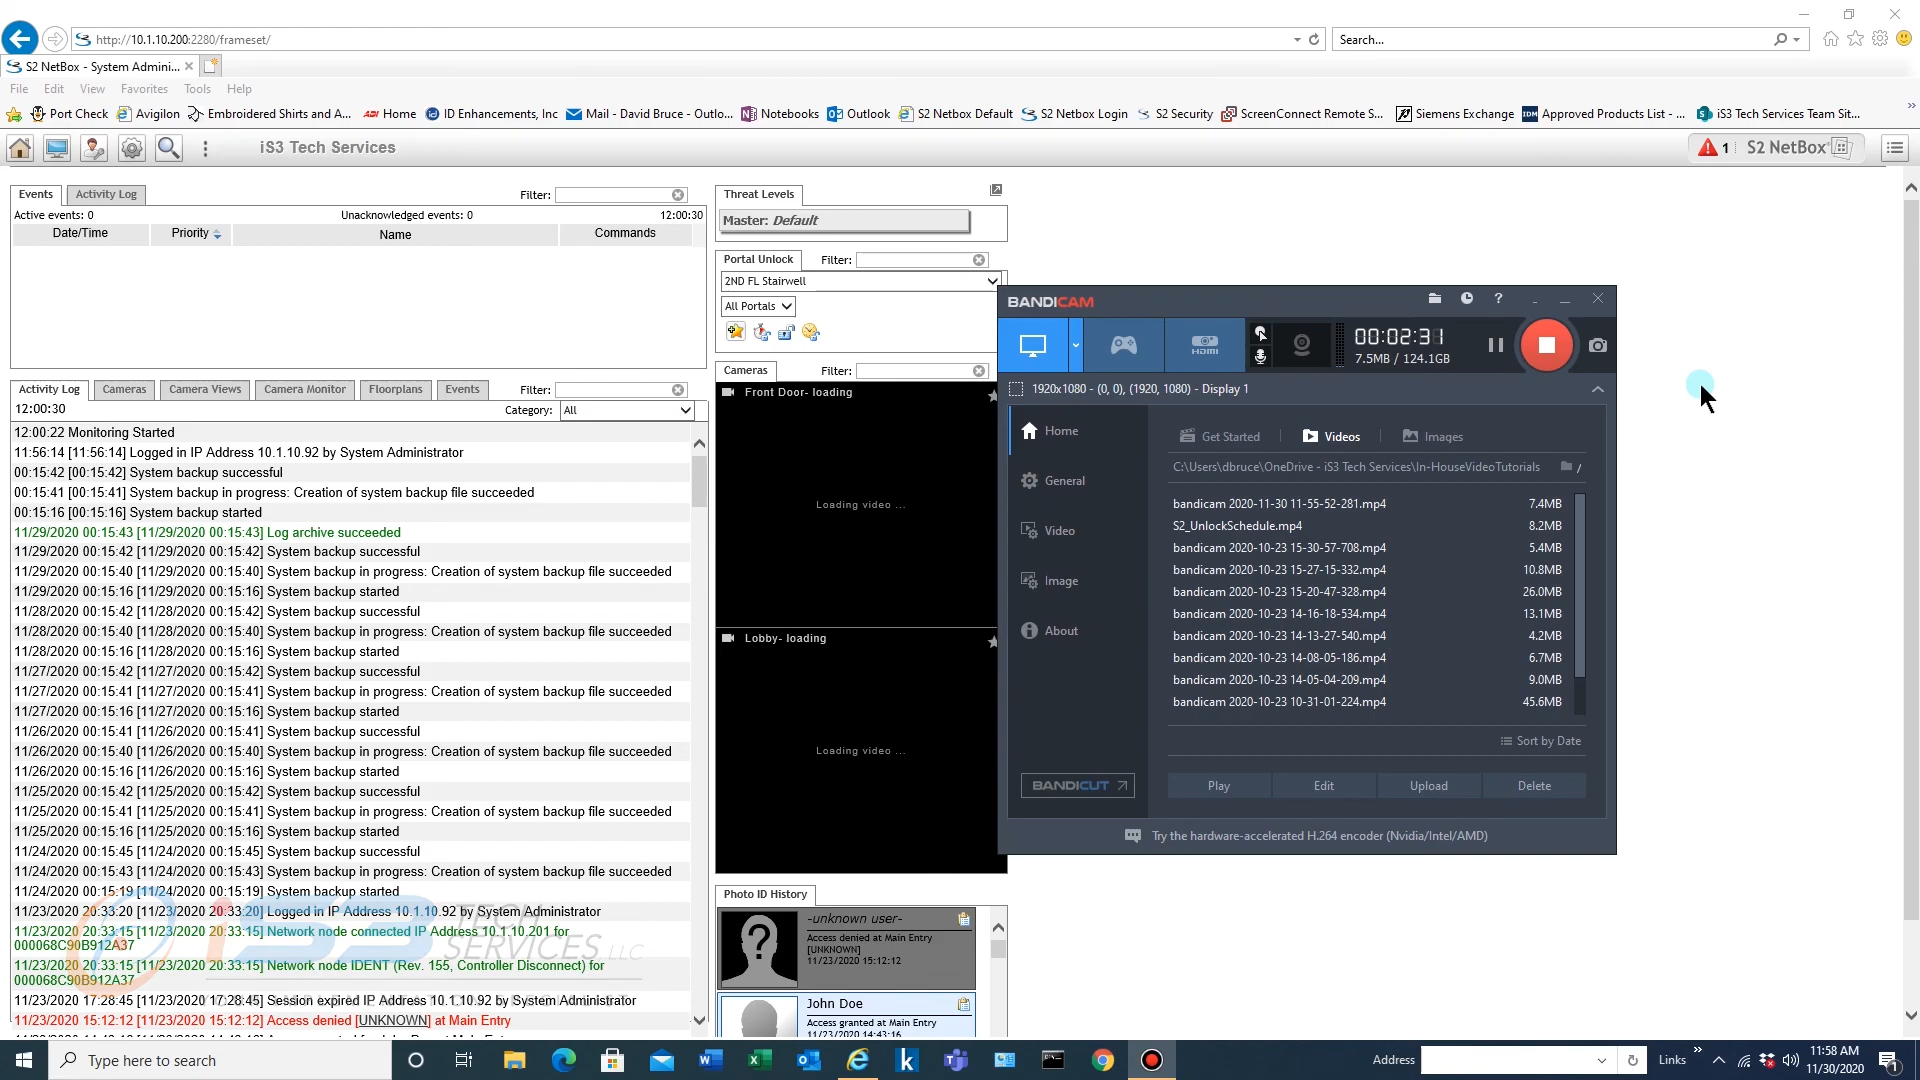 http://10.1.10.200:2280/frameset/
Search...
S2 NetBox - System Admini...
File Edit View Favorites Tools Help
Port Check Avigilon Embroidered Shirts and A... ADI Home ID Enhancements, Inc Mail - David Bruce - Outlo... Notebooks Outlook S2 Netbox Default S2 Netbox Login S2 Security ScreenConnect Remote S... Siemens Exchange IDM Approved Products List - ... iS3 Tech Services Team Sit...
iS3 Tech Services
1 S2 NetBox
Events Activity Log Filter:
Active events: 0 Unacknowledged events: 0 12:00:30
Date/Time Priority Name Commands
Activity Log Cameras Camera Views Camera Monitor Floorplans Events Filter:
12:00:30 Category: All
12:00:22 Monitoring Started
11:56:14 [11:56:14] Logged in IP Address 10.1.10.92 by System Administrator
00:15:42 [00:15:42] System backup successful
00:15:41 [00:15:41] System backup in progress: Creation of system backup file succeeded
00:15:16 [00:15:16] System backup started
11/29/2020 00:15:43 [11/29/2020 00:15:43] Log archive succeeded
11/29/2020 00:15:42 [11/29/2020 00:15:42] System backup successful
11/29/2020 00:15:40 [11/29/2020 00:15:40] System backup in progress: Creation of system backup file succeeded
11/29/2020 00:15:16 [11/29/2020 00:15:16] System backup started
11/28/2020 00:15:42 [11/28/2020 00:15:42] System backup successful
11/28/2020 00:15:40 [11/28/2020 00:15:40] System backup in progress: Creation of system backup file succeeded
11/28/2020 00:15:16 [11/28/2020 00:15:16] System backup started
11/27/2020 00:15:42 [11/27/2020 00:15:42] System backup successful
11/27/2020 00:15:41 [11/27/2020 00:15:41] System backup in progress: Creation of system backup file succeeded
11/27/2020 00:15:16 [11/27/2020 00:15:16] System backup started
11/26/2020 00:15:41 [11/26/2020 00:15:41] System backup successful
11/26/2020 00:15:40 [11/26/2020 00:15:40] System backup in progress: Creation of system backup file succeeded
11/26/2020 00:15:16 [11/26/2020 00:15:16] System backup started
11/25/2020 00:15:42 [11/25/2020 00:15:42] System backup successful
11/25/2020 00:15:41 [11/25/2020 00:15:41] System backup in progress: Creation of system backup file succeeded
11/25/2020 00:15:16 [11/25/2020 00:15:16] System backup started
11/24/2020 00:15:45 [11/24/2020 00:15:45] System backup successful
11/24/2020 00:15:43 [11/24/2020 00:15:43] System backup in progress: Creation of system backup file succeeded
11/24/2020 00:15:19 [11/24/2020 00:15:19] System backup started
11/23/2020 20:33:20 [11/23/2020 20:33:20] Logged in IP Address 10.1.10.92 by System Administrator
11/23/2020 20:33:15 [11/23/2020 20:33:15] Network node connected IP Address 10.1.10.201 for
000068C90B912A37
11/23/2020 20:33:15 [11/23/2020 20:33:15] Network node IDENT (Rev. 155, Controller Disconnect) for
000068C90B912A37
11/23/2020 17:28:45 [11/23/2020 17:28:45] Session expired IP Address 10.1.10.92 by System Administrator
11/23/2020 15:12:12 [11/23/2020 15:12:12] Access denied [UNKNOWN] at Main Entry
iS3 TECH SERVICES LLC
Threat Levels
Master: Default
Portal Unlock Filter:
2ND FL Stairwell
All Portals
Cameras Filter:
Front Door- loading
Loading video ...
Lobby- loading
Loading video ...
Photo ID History
-unknown user-
Access denied at Main Entry
[UNKNOWN]
11/23/2020 15:12:12
John Doe
Access granted at Main Entry
11/23/2020 14:43:16
BANDICAM
HDMI
00:02:31
7.5MB / 124.1GB
1920x1080 - (0, 0), (1920, 1080) - Display 1
Home
General
Video
Image
About
BANDICUT
Get Started Videos Images
C:\Users\dbruce\OneDrive - iS3 Tech Services\In-HouseVideoTutorials
bandicam 2020-11-30 11-55-52-281.mp4 7.4MB
S2_UnlockSchedule.mp4 8.2MB
bandicam 2020-10-23 15-30-57-708.mp4 5.4MB
bandicam 2020-10-23 15-27-15-332.mp4 10.8MB
bandicam 2020-10-23 15-20-47-328.mp4 26.0MB
bandicam 2020-10-23 14-16-18-534.mp4 13.1MB
bandicam 2020-10-23 14-13-27-540.mp4 4.2MB
bandicam 2020-10-23 14-08-05-186.mp4 6.7MB
bandicam 2020-10-23 14-05-04-209.mp4 9.0MB
bandicam 2020-10-23 10-31-01-224.mp4 45.6MB
Sort by Date
Play Edit Upload Delete
Try the hardware-accelerated H.264 encoder (Nvidia/Intel/AMD)
Type here to search
Address
Links
11:58 AM
11/30/2020
1